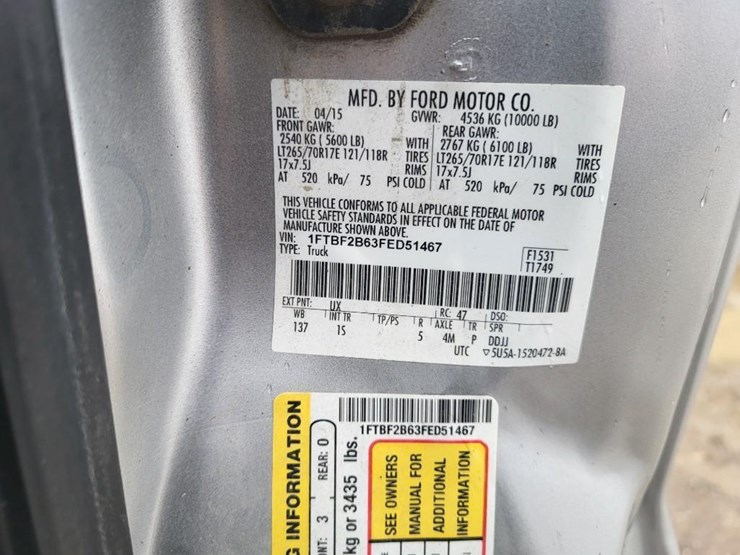 MFD. BY FORD MOTOR CO.
DATE: 04/15 GVWR: 4536 KG (10000 LB)
FRONT GAWR: REAR GAWR:
2540 KG ( 5600 LB) WITH 2767 KG ( 6100 LB) WITH
LT265/70R17E 121/118R TIRES LT265/70R17E 121/118R TIRES
17x7.5J RIMS 17x7.5J RIMS
AT 520 kPa/ 75 PSI COLD AT 520 kPa/ 75 PSI COLD
THIS VEHICLE CONFORMS TO ALL APPLICABLE FEDERAL MOTOR
VEHICLE SAFETY STANDARDS IN EFFECT ON THE DATE OF
MANUFACTURE SHOWN ABOVE.
VIN: 1FTBF2B63FED51467
TYPE: Truck
F1531
T1749
EXT PNT: UX RC: 47 DSO:
WB INT TR TP/PS R AXLE TR SPR
137 1S 5 4M P DDJJ
UTC ▽5U5A-1520472-BA
1FTBF2B63FED51467
G INFORMATION
NT: 3 REAR: 0
kg or 3435 lbs.
SEE OWNERS
MANUAL FOR
ADDITIONAL
INFORMATION